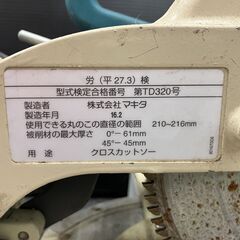 労（平27.3）検
型式検定合格番号 第TD320号
製造者 株式会社マキタ
製造年月 16.2
使用できる丸のこの直径の範囲 210−216mm
被削材の最大厚さ 0°−61mm
45°−45mm
用途 クロスカットソー